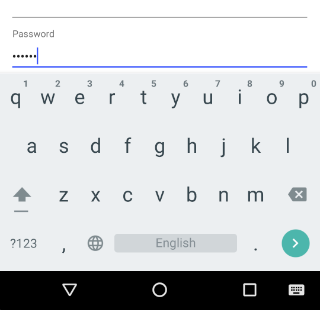 Password
••••••
1 2 3 4 5 6 7 8 9 0
q w e r t y u i o p
a s d f g h j k l
z x c v b n m
?123 , English .